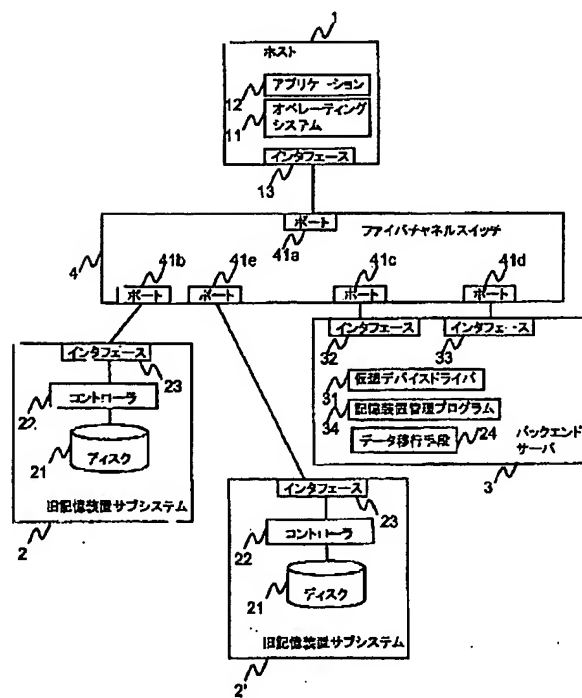 1
ホスト
アプリケーション
12
オペレーティング
システム
11
インタフェース
13
ポート
ファイバチャネルスイッチ
41a
4
41b
41e
41c
41d
ポート
ポート
ポート
ポート
インタフェース
インタフェース
32
33
インタフェース
23
仮想デバイスドライバ
31
コントローラ
22
記憶装置管理プログラム
34
データ移行手段
24
バックエンド
サーバ
ディスク
21
3
旧記憶装置サブシステム
2
インタフェース
23
コントローラ
22
ディスク
21
旧記憶装置サブシステム
2'